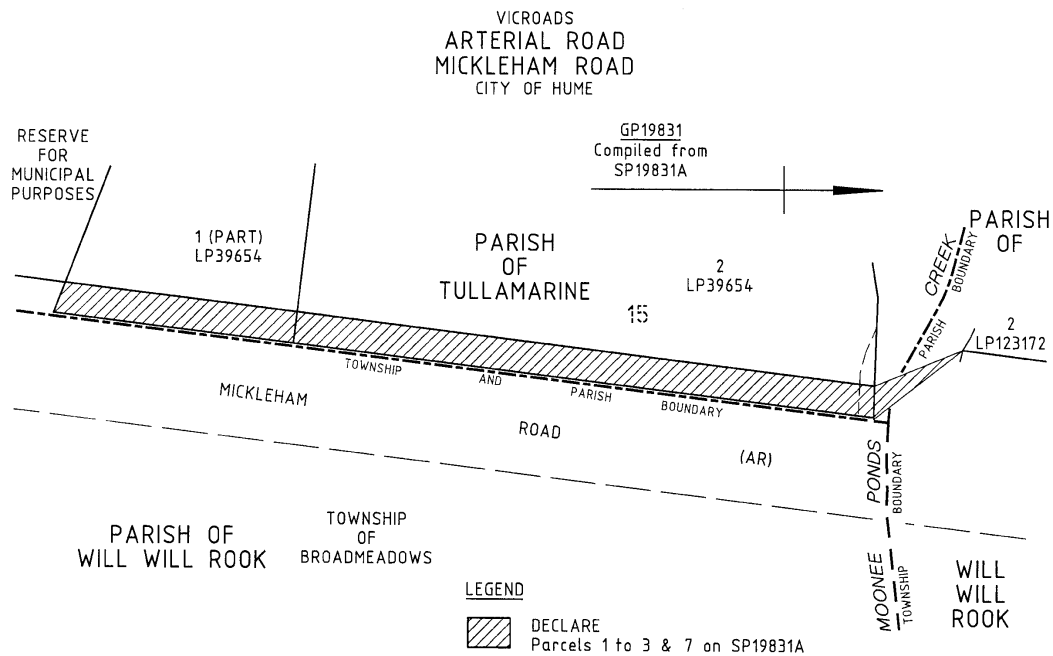 VICROADS
ARTERIAL ROAD
MICKLEHAM ROAD
CITY OF HUME
GP19831
Compiled from
SP19831A
RESERVE
FOR
MUNICIPAL
PURPOSES
1 (PART)
LP39654
PARISH
OF
TULLAMARINE
15
2
LP39654
PARISH
OF
CREEK
BOUNDARY
PARISH
2
LP123172
TOWNSHIP AND PARISH BOUNDARY
MICKLEHAM ROAD (AR)
MOONEE PONDS
TOWNSHIP BOUNDARY
PARISH OF
WILL WILL ROOK
TOWNSHIP
OF
BROADMEADOWS
WILL
WILL
ROOK
LEGEND
DECLARE
Parcels 1 to 3 & 7 on SP19831A